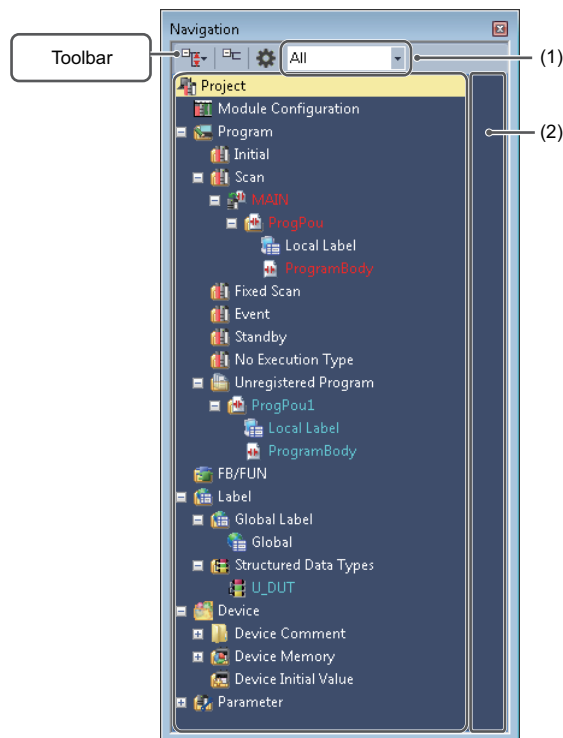 Navigation
Toolbar
All
(1)
Project
Module Configuration
(2)
Program
Initial
Scan
MAIN
ProgPou
Local Label
ProgramBody
Fixed Scan
Event
Standby
No Execution Type
Unregistered Program
ProgPou1
Local Label
ProgramBody
FB/FUN
Label
Global Label
Global
Structured Data Types
U_DUT
Device
Device Comment
Device Memory
Device Initial Value
Parameter